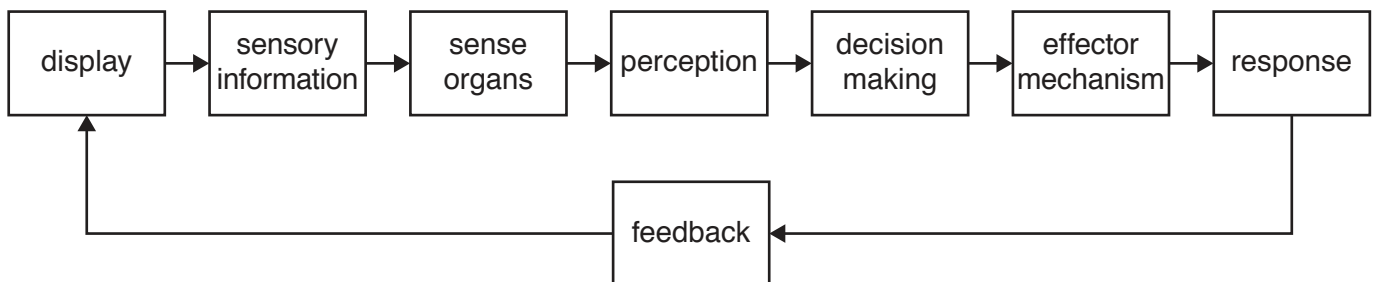 display
sensory
information
sense
organs
perception
decision
making
effector
mechanism
response
feedback